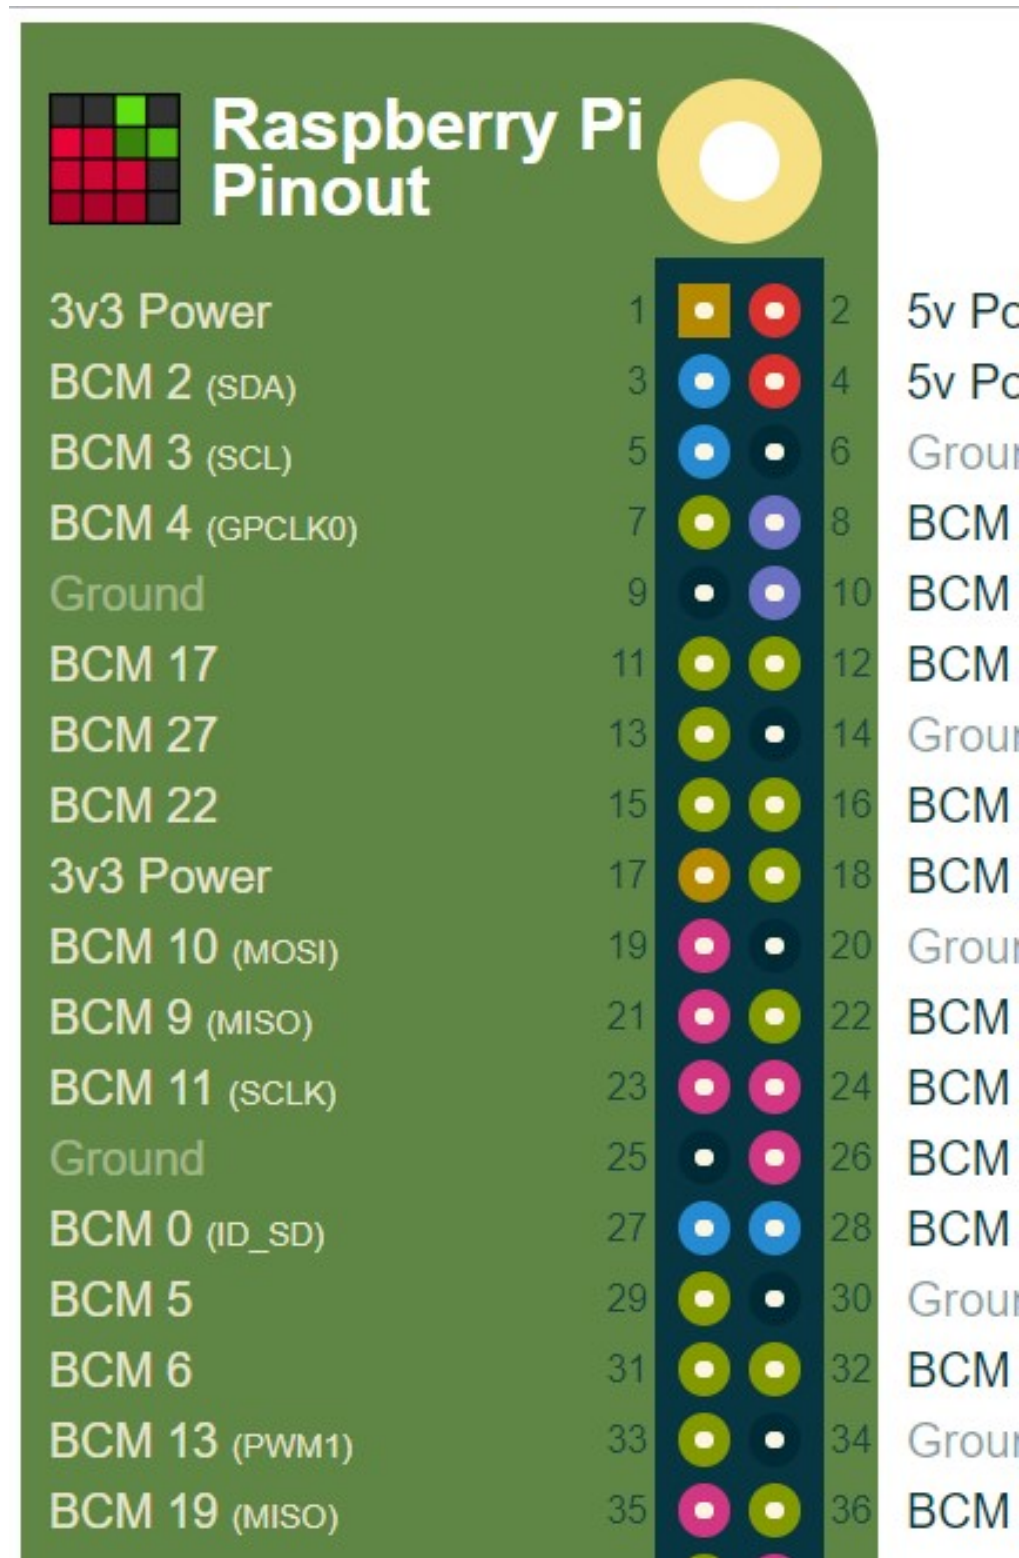 Raspberry Pi
Pinout
3v3 Power 1 2 5v Po
BCM 2 (SDA) 3 4 5v Po
BCM 3 (SCL) 5 6 Groun
BCM 4 (GPCLK0) 7 8 BCM
Ground 9 10 BCM
BCM 17 11 12 BCM
BCM 27 13 14 Groun
BCM 22 15 16 BCM
3v3 Power 17 18 BCM
BCM 10 (MOSI) 19 20 Groun
BCM 9 (MISO) 21 22 BCM
BCM 11 (SCLK) 23 24 BCM
Ground 25 26 BCM
BCM 0 (ID_SD) 27 28 BCM
BCM 5 29 30 Groun
BCM 6 31 32 BCM
BCM 13 (PWM1) 33 34 Groun
BCM 19 (MISO) 35 36 BCM